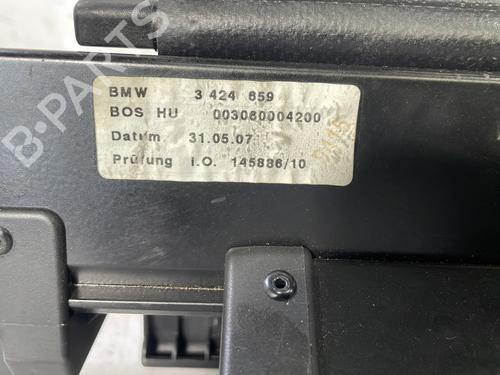 B-PARTS
BMW 3 424 659
BOS HU 003080004200
Datum 31.05.07
Prüfung i.O. 145886/10